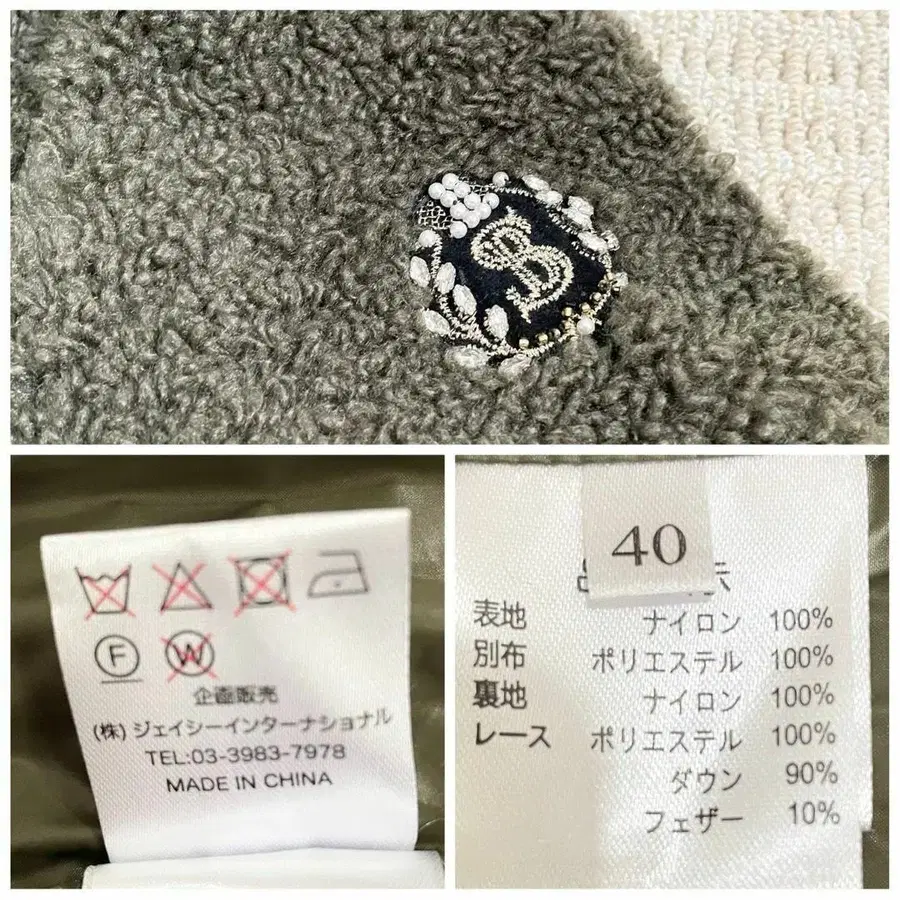 F
W
企画販売
(株) ジェイシーインターナショナル
TEL:03-3983-7978
MADE IN CHINA
40
表地 ナイロン 100%
別布 ポリエステル 100%
裏地 ナイロン 100%
レース ポリエステル 100%
ダウン 90%
フェザー 10%